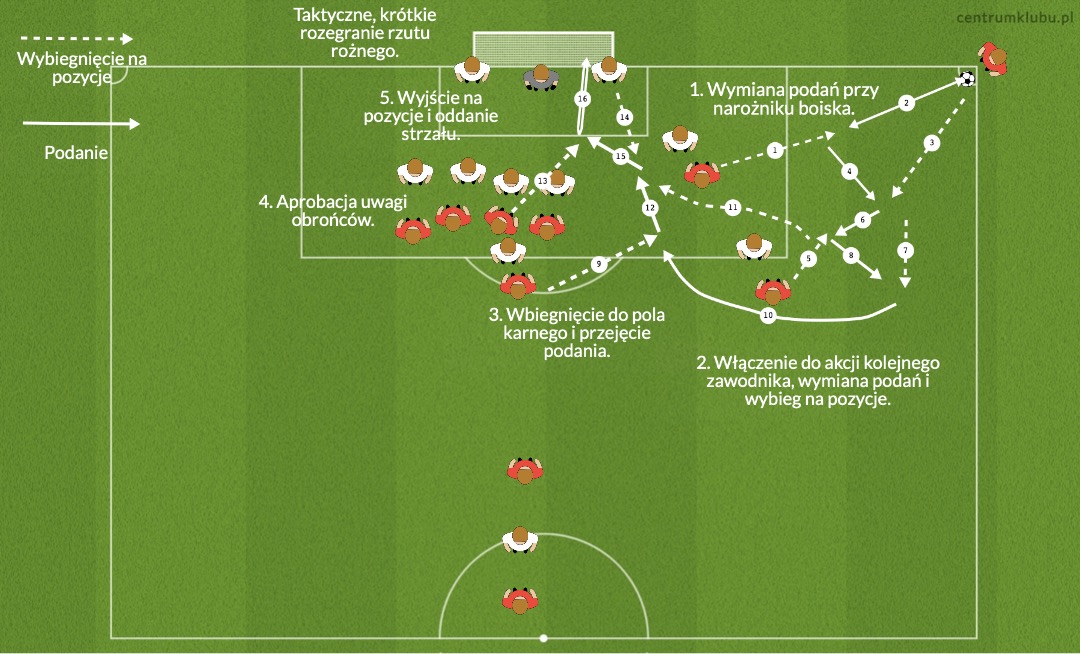 centrumklubu.pl
Taktyczne, krótkie
rozegranie rzutu
rożnego.
Wybiegnięcie na
pozycje
Podanie
1. Wymiana podań przy
narożniku boiska.
5. Wyjście na
pozycje i oddanie
strzału.
4. Aprobacja uwagi
obrońców.
3. Wbiegnięcie do pola
karnego i przejęcie
podania.
2. Włączenie do akcji kolejnego
zawodnika, wymiana podań i
wybieg na pozycje.
16
2
14
3
1
15
4
13
11
12
6
7
8
5
9
10